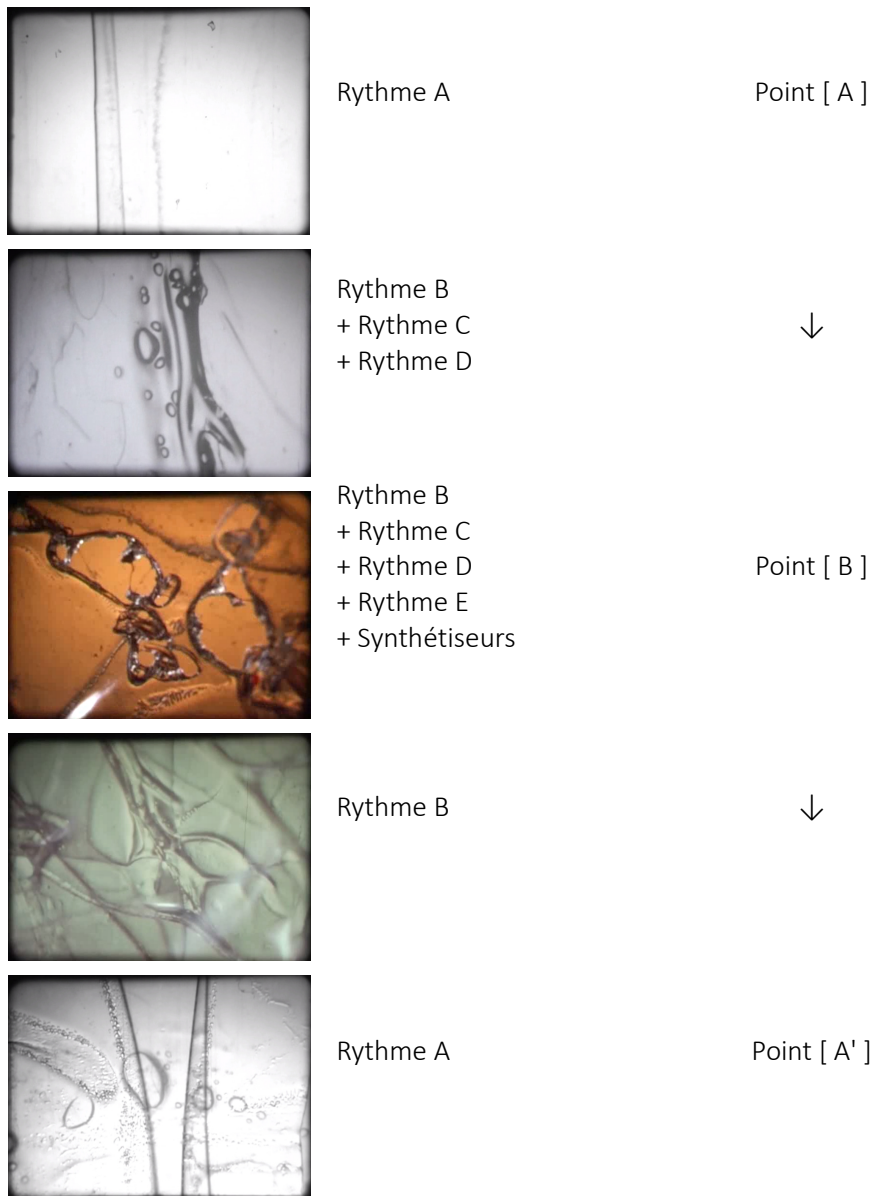 Rythme A
Point [ A ]
Rythme B
+ Rythme C
↓
+ Rythme D
Rythme B
+ Rythme C
+ Rythme D
Point [ B ]
+ Rythme E
+ Synthétiseurs
Rythme B
↓
Rythme A
Point [ A' ]